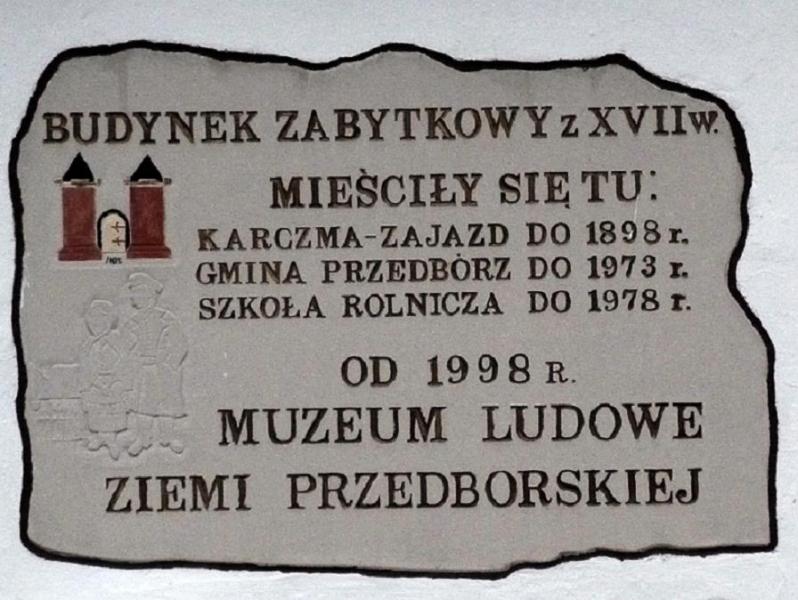 BUDYNEK ZABYTKOWY z XVII w.
MIEŚCIŁY SIĘ TU:
KARCZMA-ZAJAZD DO 1898 r.
GMINA PRZEDBÓRZ DO 1973 r.
SZKOŁA ROLNICZA DO 1978 r.
OD 1998 R.
MUZEUM LUDOWE
ZIEMI PRZEDBORSKIEJ